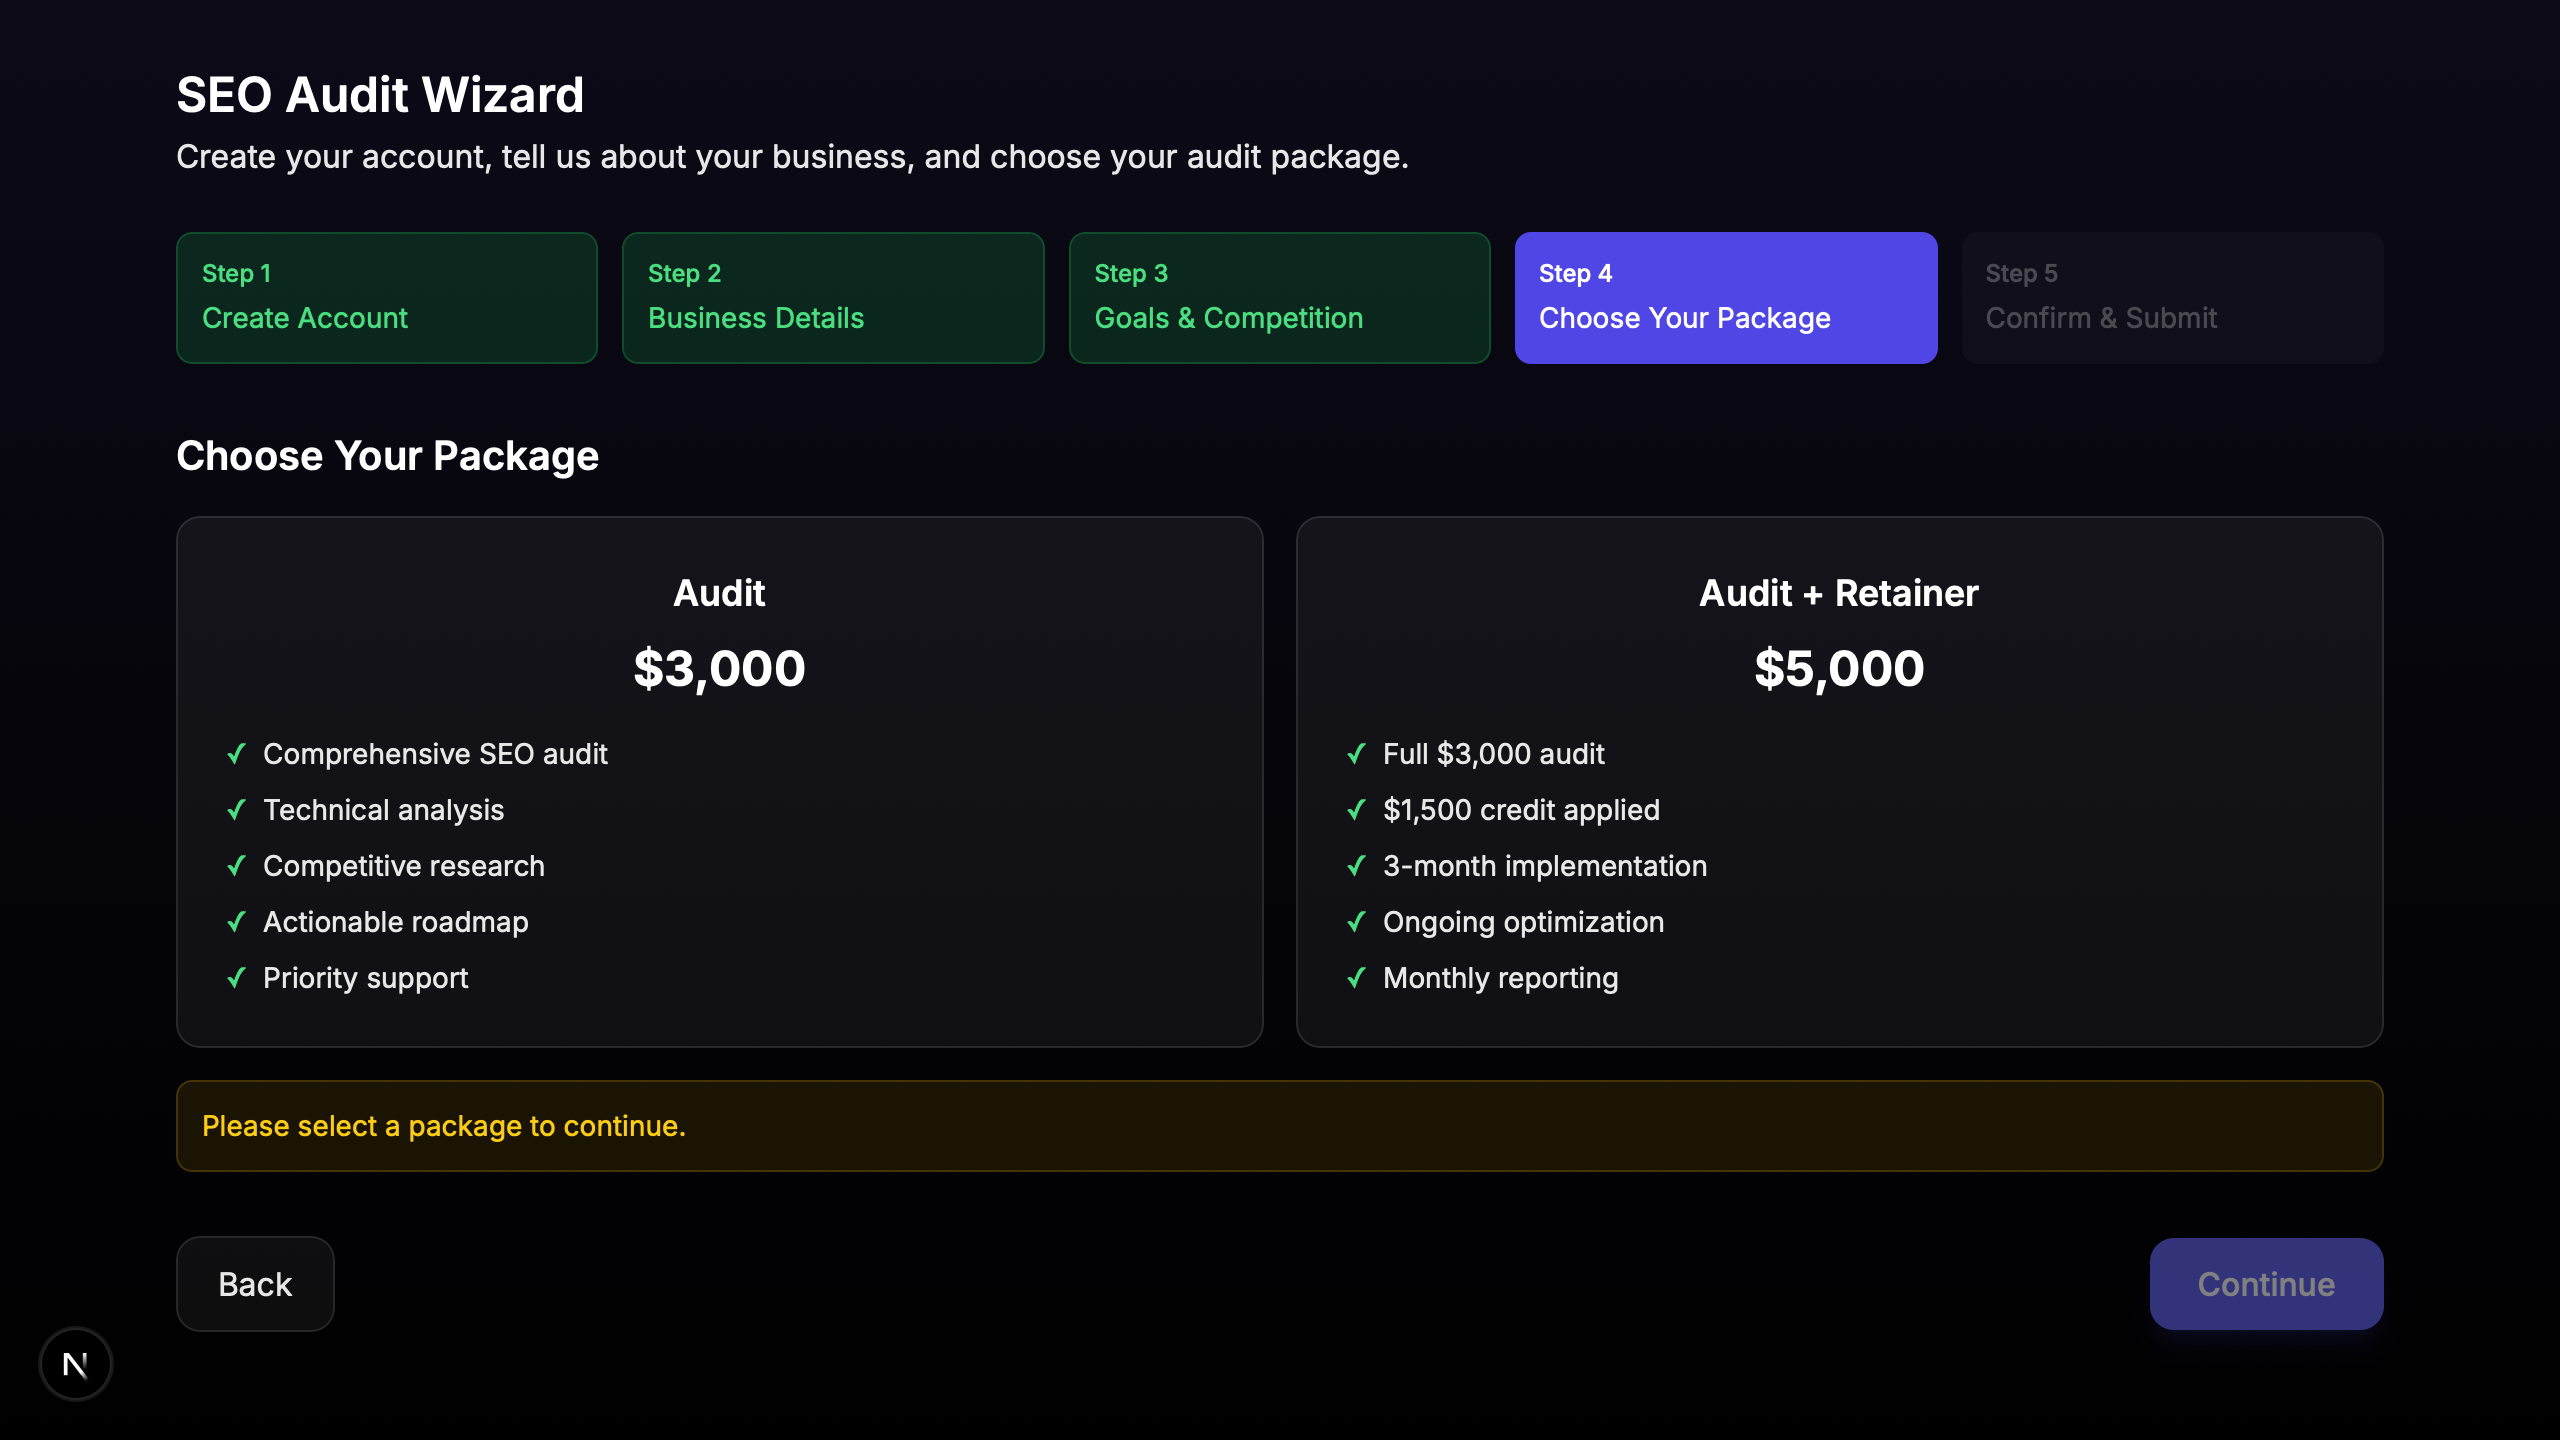 SEO Audit Wizard
Create your account, tell us about your business, and choose your audit package.
Step 1
Create Account
Step 2
Business Details
Step 3
Goals & Competition
Step 4
Choose Your Package
Step 5
Confirm & Submit
Choose Your Package
Audit
$3,000
✓ Comprehensive SEO audit
✓ Technical analysis
✓ Competitive research
✓ Actionable roadmap
✓ Priority support
Audit + Retainer
$5,000
✓ Full $3,000 audit
✓ $1,500 credit applied
✓ 3-month implementation
✓ Ongoing optimization
✓ Monthly reporting
Please select a package to continue.
Back
Continue
N